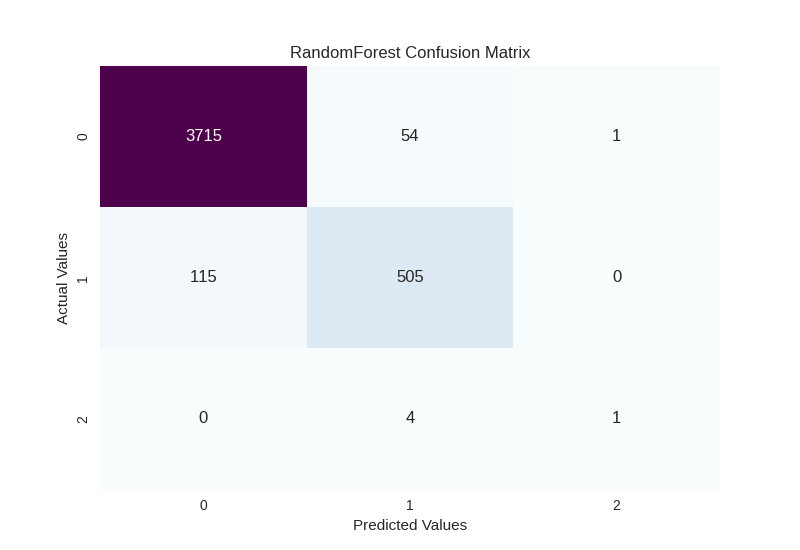 RandomForest Confusion Matrix
0 3715 54 1
1 115 505 0
2 0 4 1
0 1 2
Predicted Values
Actual Values